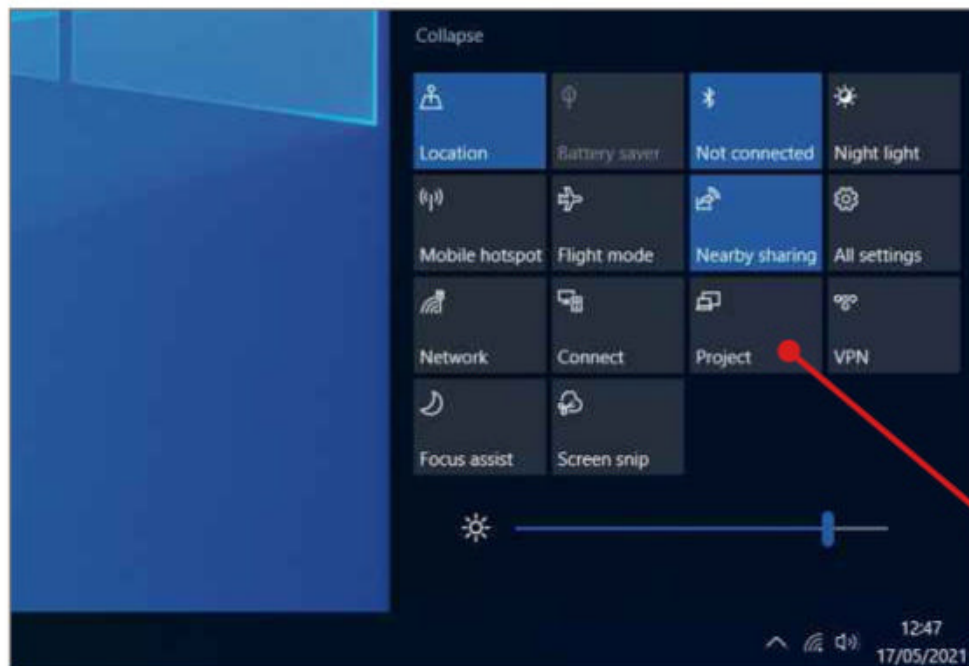 Collapse
Location
Battery saver
Not connected
Night light
Mobile hotspot
Flight mode
Nearby sharing
All settings
Network
Connect
Project
VPN
Focus assist
Screen snip
12:47
17/05/2021